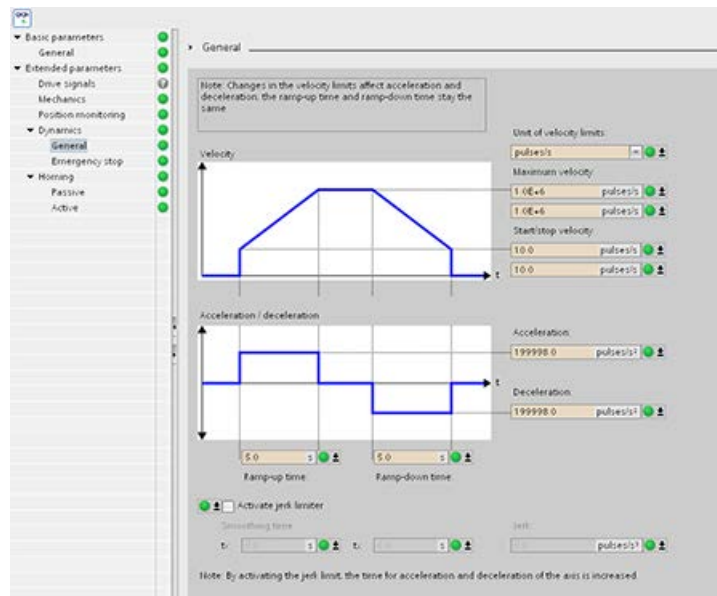 Basic parameters
General
Extended parameters
Drive signals
Mechanics
Position monitoring
Dynamics
General
Emergency stop
Homing
Passive
Active
General
Note: Changes in the velocity limits affect acceleration and
deceleration, the ramp-up time and ramp-down time stay the
same
Unit of velocity limits:
pulses/s
Velocity
Maximum velocity
1.0E+6 pulses/s
1.0E+6 pulses/s
Start/stop velocity
10.0 pulses/s
10.0 pulses/s
t
Acceleration / deceleration
Acceleration:
199998.0 pulses/s²
t
Deceleration:
199998.0 pulses/s²
5.0 s
5.0 s
Ramp-up time:
Ramp-down time:
Activate jerk limiter
Smoothing time
Jerk:
s
s
pulses/s³
Note: By activating the jerk limit, the time for acceleration and deceleration of the axis is increased.